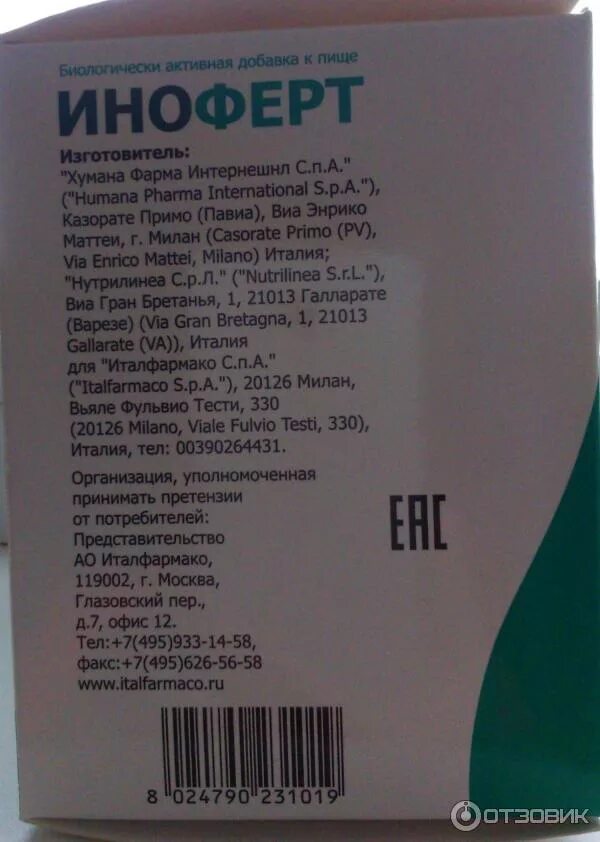 Биологически активная добавка к пище
ИНОФЕРТ
Изготовитель:
"Хумана Фарма Интернешнл С.п.А."
("Humana Pharma International S.p.A."),
Казорате Примо (Павиа), Виа Энрико
Маттеи, г. Милан (Casorate Primo (PV),
Via Enrico Mattei, Milano) Италия;
"Нутрилинеа С.р.Л." ("Nutrilinea S.r.L."),
Виа Гран Бретанья, 1, 21013 Галларате
(Варезе) (Via Gran Bretagna, 1, 21013
Gallarate (VA)), Италия
для "Италфармако С.п.А."
("Italfarmaco S.p.A."), 20126 Милан,
Вьяле Фульвио Тести, 330
(20126 Milano, Viale Fulvio Testi, 330),
Италия, тел: 00390264431.
Организация, уполномоченная
принимать претензии
от потребителей:
Представительство
АО Италфармако,
119002, г. Москва,
Глазовский пер.,
д.7, офис 12.
Тел:+7(495)933-14-58,
факс:+7(495)626-56-58
www.italfarmaco.ru
EAC
8 024790 231019
ОТЗОВИК